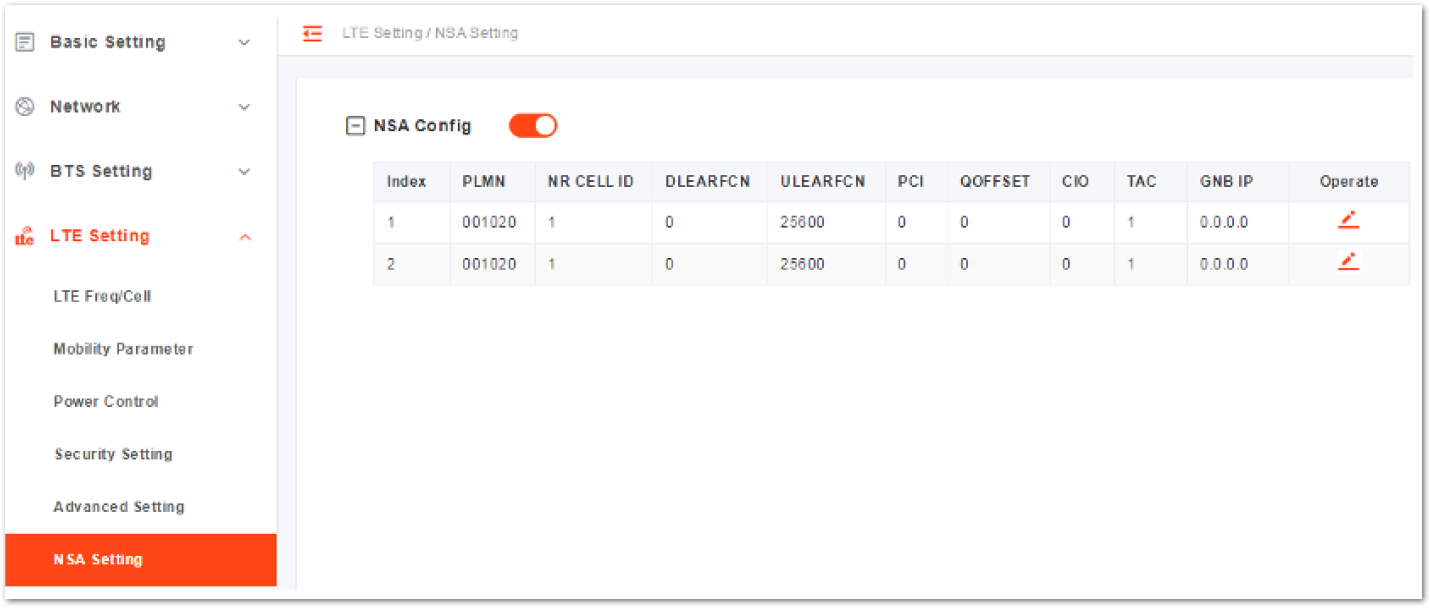 Basic Setting
Network
BTS Setting
LTE Setting
LTE Freq/Cell
Mobility Parameter
Power Control
Security Setting
Advanced Setting
NSA Setting
LTE Setting / NSA Setting
NSA Config
Index PLMN NR CELL ID DLEARFCN ULEARFCN PCI QOFFSET CIO TAC GNB IP Operate
1 001020 1 0 25600 0 0 0 1 0.0.0.0
2 001020 1 0 25600 0 0 0 1 0.0.0.0